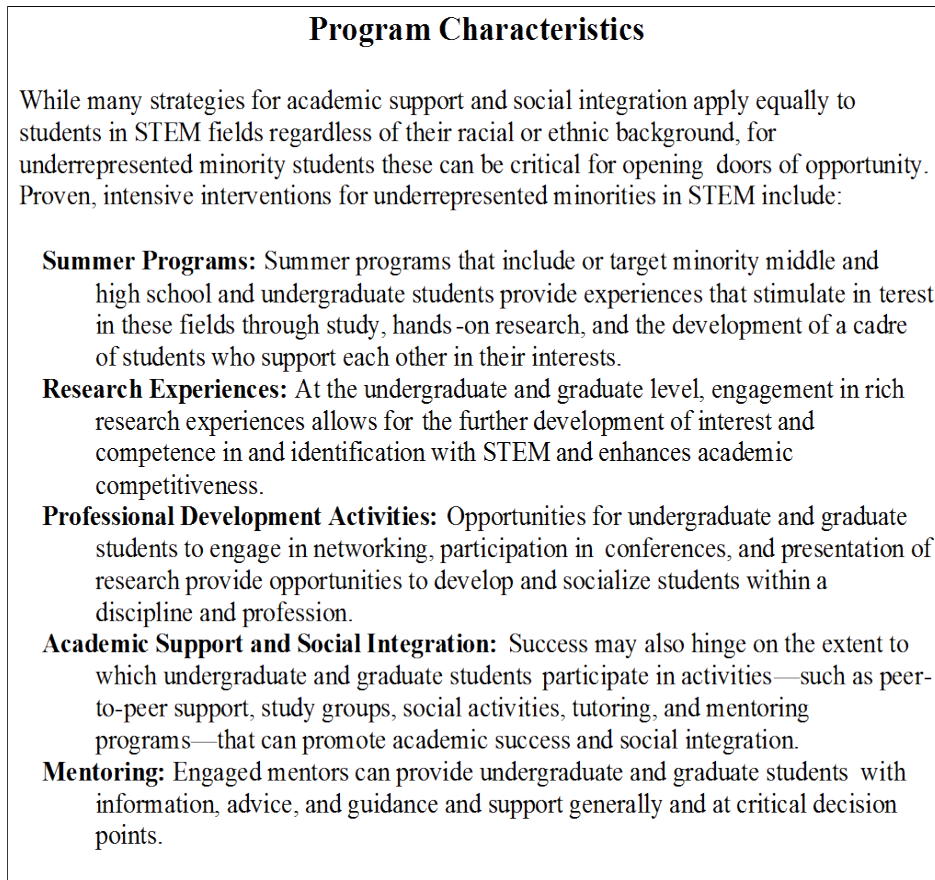 Program Characteristics
While many strategies for academic support and social integration apply equally to
students in STEM fields regardless of their racial or ethnic background, for
underrepresented minority students these can be critical for opening doors of opportunity.
Proven, intensive interventions for underrepresented minorities in STEM include:
Summer Programs: Summer programs that include or target minority middle and
high school and undergraduate students provide experiences that stimulate in terest
in these fields through study, hands-on research, and the development of a cadre
of students who support each other in their interests.
Research Experiences: At the undergraduate and graduate level, engagement in rich
research experiences allows for the further development of interest and
competence in and identification with STEM and enhances academic
competitiveness.
Professional Development Activities: Opportunities for undergraduate and graduate
students to engage in networking, participation in conferences, and presentation of
research provide opportunities to develop and socialize students within a
discipline and profession.
Academic Support and Social Integration: Success may also hinge on the extent to
which undergraduate and graduate students participate in activities—such as peer-
to-peer support, study groups, social activities, tutoring, and mentoring
programs—that can promote academic success and social integration.
Mentoring: Engaged mentors can provide undergraduate and graduate students with
information, advice, and guidance and support generally and at critical decision
points.